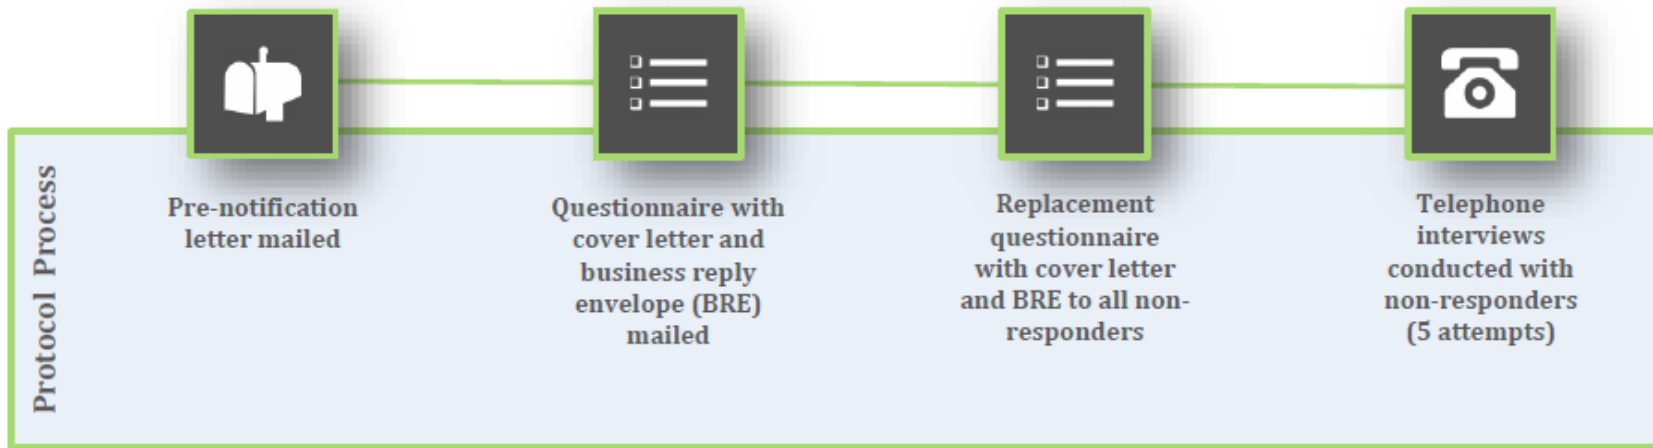 Protocol Process
Pre-notification
letter mailed
Questionnaire with
cover letter and
business reply
envelope (BRE)
mailed
Replacement
questionnaire
with cover letter
and BRE to all non-
responders
Telephone
interviews
conducted with
non-responders
(5 attempts)